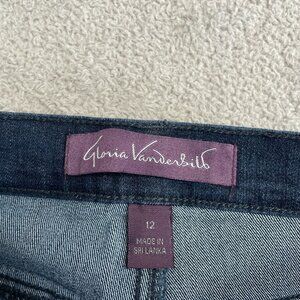 Gloria Vanderbilt
12
MADE IN
SRI LANKA